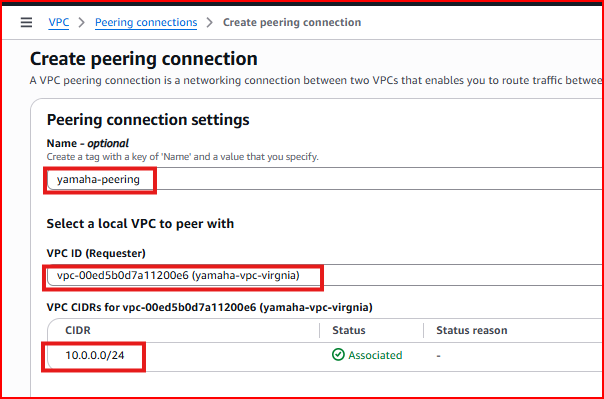 VPC > Peering connections > Create peering connection
Create peering connection
A VPC peering connection is a networking connection between two VPCs that enables you to route traffic betwee
Peering connection settings
Name - optional
Create a tag with a key of 'Name' and a value that you specify.
yamaha-peering
Select a local VPC to peer with
VPC ID (Requester)
vpc-00ed5b0d7a11200e6 (yamaha-vpc-virgnia)
VPC CIDRs for vpc-00ed5b0d7a11200e6 (yamaha-vpc-virgnia)
CIDR Status Status reason
10.0.0.0/24 Associated -